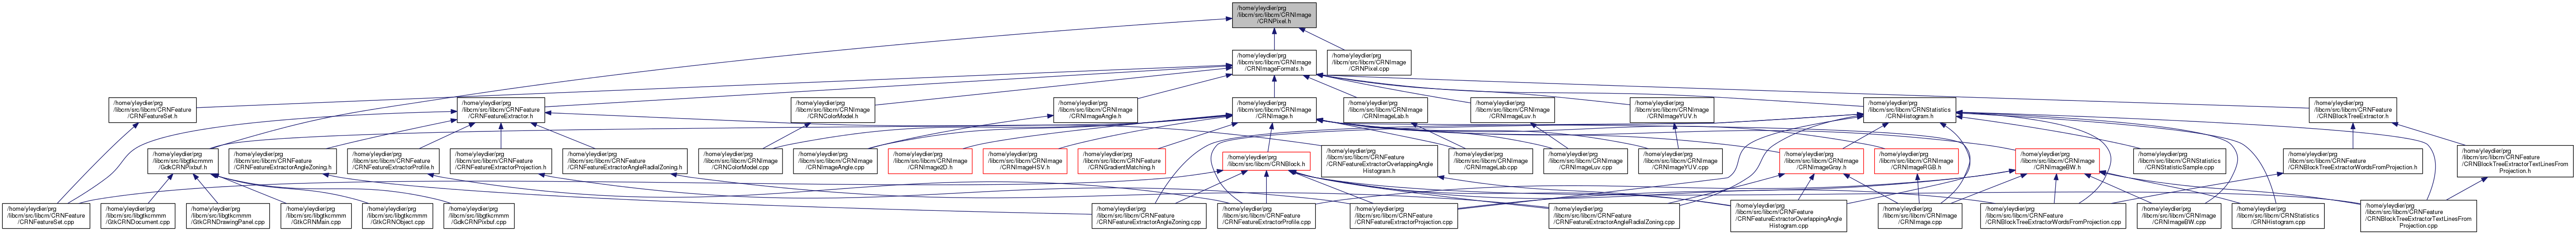 /home/yleydier/prg
/libcrn/src/libcrn/CRNImage
/CRNPixel.h
/home/yleydier/prg
/libcrn/src/libcrn/CRNImage
/CRNImageFormats.h
/home/yleydier/prg
/libcrn/src/libcrn/CRNImage
/CRNPixel.cpp
/home/yleydier/prg
/libcrn/src/libcrn/CRNFeature
/CRNFeatureSet.h
/home/yleydier/prg
/libcrn/src/libcrn/CRNFeature
/CRNFeatureExtractor.h
/home/yleydier/prg
/libcrn/src/libcrn/CRNImage
/CRNColorModel.h
/home/yleydier/prg
/libcrn/src/libcrn/CRNImage
/CRNImageAngle.h
/home/yleydier/prg
/libcrn/src/libcrn/CRNImage
/CRNImage.h
/home/yleydier/prg
/libcrn/src/libcrn/CRNImage
/CRNImageLab.h
/home/yleydier/prg
/libcrn/src/libcrn/CRNImage
/CRNImageLuv.h
/home/yleydier/prg
/libcrn/src/libcrn/CRNImage
/CRNImageYUV.h
/home/yleydier/prg
/libcrn/src/libcrn/CRNStatistics
/CRNHistogram.h
/home/yleydier/prg
/libcrn/src/libcrn/CRNFeature
/CRNBlockTreeExtractor.h
/home/yleydier/prg
/libcrn/src/libgtkcrnmm
/GdkCRNPixbuf.h
/home/yleydier/prg
/libcrn/src/libcrn/CRNFeature
/CRNFeatureExtractorAngleZoning.h
/home/yleydier/prg
/libcrn/src/libcrn/CRNFeature
/CRNFeatureExtractorProfile.h
/home/yleydier/prg
/libcrn/src/libcrn/CRNFeature
/CRNFeatureExtractorProjection.h
/home/yleydier/prg
/libcrn/src/libcrn/CRNFeature
/CRNFeatureExtractorAngleRadialZoning.h
/home/yleydier/prg
/libcrn/src/libcrn/CRNImage
/CRNColorModel.cpp
/home/yleydier/prg
/libcrn/src/libcrn/CRNImage
/CRNImageAngle.cpp
/home/yleydier/prg
/libcrn/src/libcrn/CRNImage
/CRNImage2D.h
/home/yleydier/prg
/libcrn/src/libcrn/CRNImage
/CRNImageHSV.h
/home/yleydier/prg
/libcrn/src/libcrn/CRNFeature
/CRNGradientMatching.h
/home/yleydier/prg
/libcrn/src/libcrn/CRNBlock.h
/home/yleydier/prg
/libcrn/src/libcrn/CRNFeature
/CRNFeatureExtractorOverlappingAngle
Histogram.h
/home/yleydier/prg
/libcrn/src/libcrn/CRNImage
/CRNImageLab.cpp
/home/yleydier/prg
/libcrn/src/libcrn/CRNImage
/CRNImageLuv.cpp
/home/yleydier/prg
/libcrn/src/libcrn/CRNImage
/CRNImageYUV.cpp
/home/yleydier/prg
/libcrn/src/libcrn/CRNImage
/CRNImageGray.h
/home/yleydier/prg
/libcrn/src/libcrn/CRNImage
/CRNImageRGB.h
/home/yleydier/prg
/libcrn/src/libcrn/CRNImage
/CRNImageBW.h
/home/yleydier/prg
/libcrn/src/libcrn/CRNStatistics
/CRNStatisticSample.cpp
/home/yleydier/prg
/libcrn/src/libcrn/CRNFeature
/CRNBlockTreeExtractorWordsFromProjection.h
/home/yleydier/prg
/libcrn/src/libcrn/CRNFeature
/CRNBlockTreeExtractorTextLinesFrom
Projection.h
/home/yleydier/prg
/libcrn/src/libcrn/CRNFeature
/CRNFeatureSet.cpp
/home/yleydier/prg
/libcrn/src/libgtkcrnmm
/GtkCRNDocument.cpp
/home/yleydier/prg
/libcrn/src/libgtkcrnmm
/GtkCRNDrawingPanel.cpp
/home/yleydier/prg
/libcrn/src/libgtkcrnmm
/GtkCRNMain.cpp
/home/yleydier/prg
/libcrn/src/libgtkcrnmm
/GtkCRNObject.cpp
/home/yleydier/prg
/libcrn/src/libgtkcrnmm
/GdkCRNPixbuf.cpp
/home/yleydier/prg
/libcrn/src/libcrn/CRNFeature
/CRNFeatureExtractorAngleZoning.cpp
/home/yleydier/prg
/libcrn/src/libcrn/CRNFeature
/CRNFeatureExtractorProfile.cpp
/home/yleydier/prg
/libcrn/src/libcrn/CRNFeature
/CRNFeatureExtractorProjection.cpp
/home/yleydier/prg
/libcrn/src/libcrn/CRNFeature
/CRNFeatureExtractorAngleRadialZoning.cpp
/home/yleydier/prg
/libcrn/src/libcrn/CRNFeature
/CRNFeatureExtractorOverlappingAngle
Histogram.cpp
/home/yleydier/prg
/libcrn/src/libcrn/CRNImage
/CRNImage.cpp
/home/yleydier/prg
/libcrn/src/libcrn/CRNFeature
/CRNBlockTreeExtractorWordsFromProjection.cpp
/home/yleydier/prg
/libcrn/src/libcrn/CRNImage
/CRNImageBW.cpp
/home/yleydier/prg
/libcrn/src/libcrn/CRNStatistics
/CRNHistogram.cpp
/home/yleydier/prg
/libcrn/src/libcrn/CRNFeature
/CRNBlockTreeExtractorTextLinesFrom
Projection.cpp